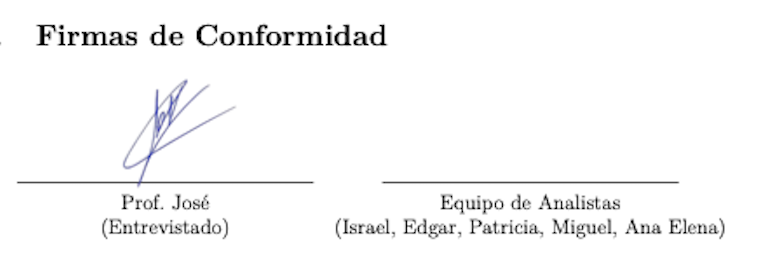 Firmas de Conformidad
Prof. José
(Entrevistado)
Equipo de Analistas
(Israel, Edgar, Patricia, Miguel, Ana Elena)